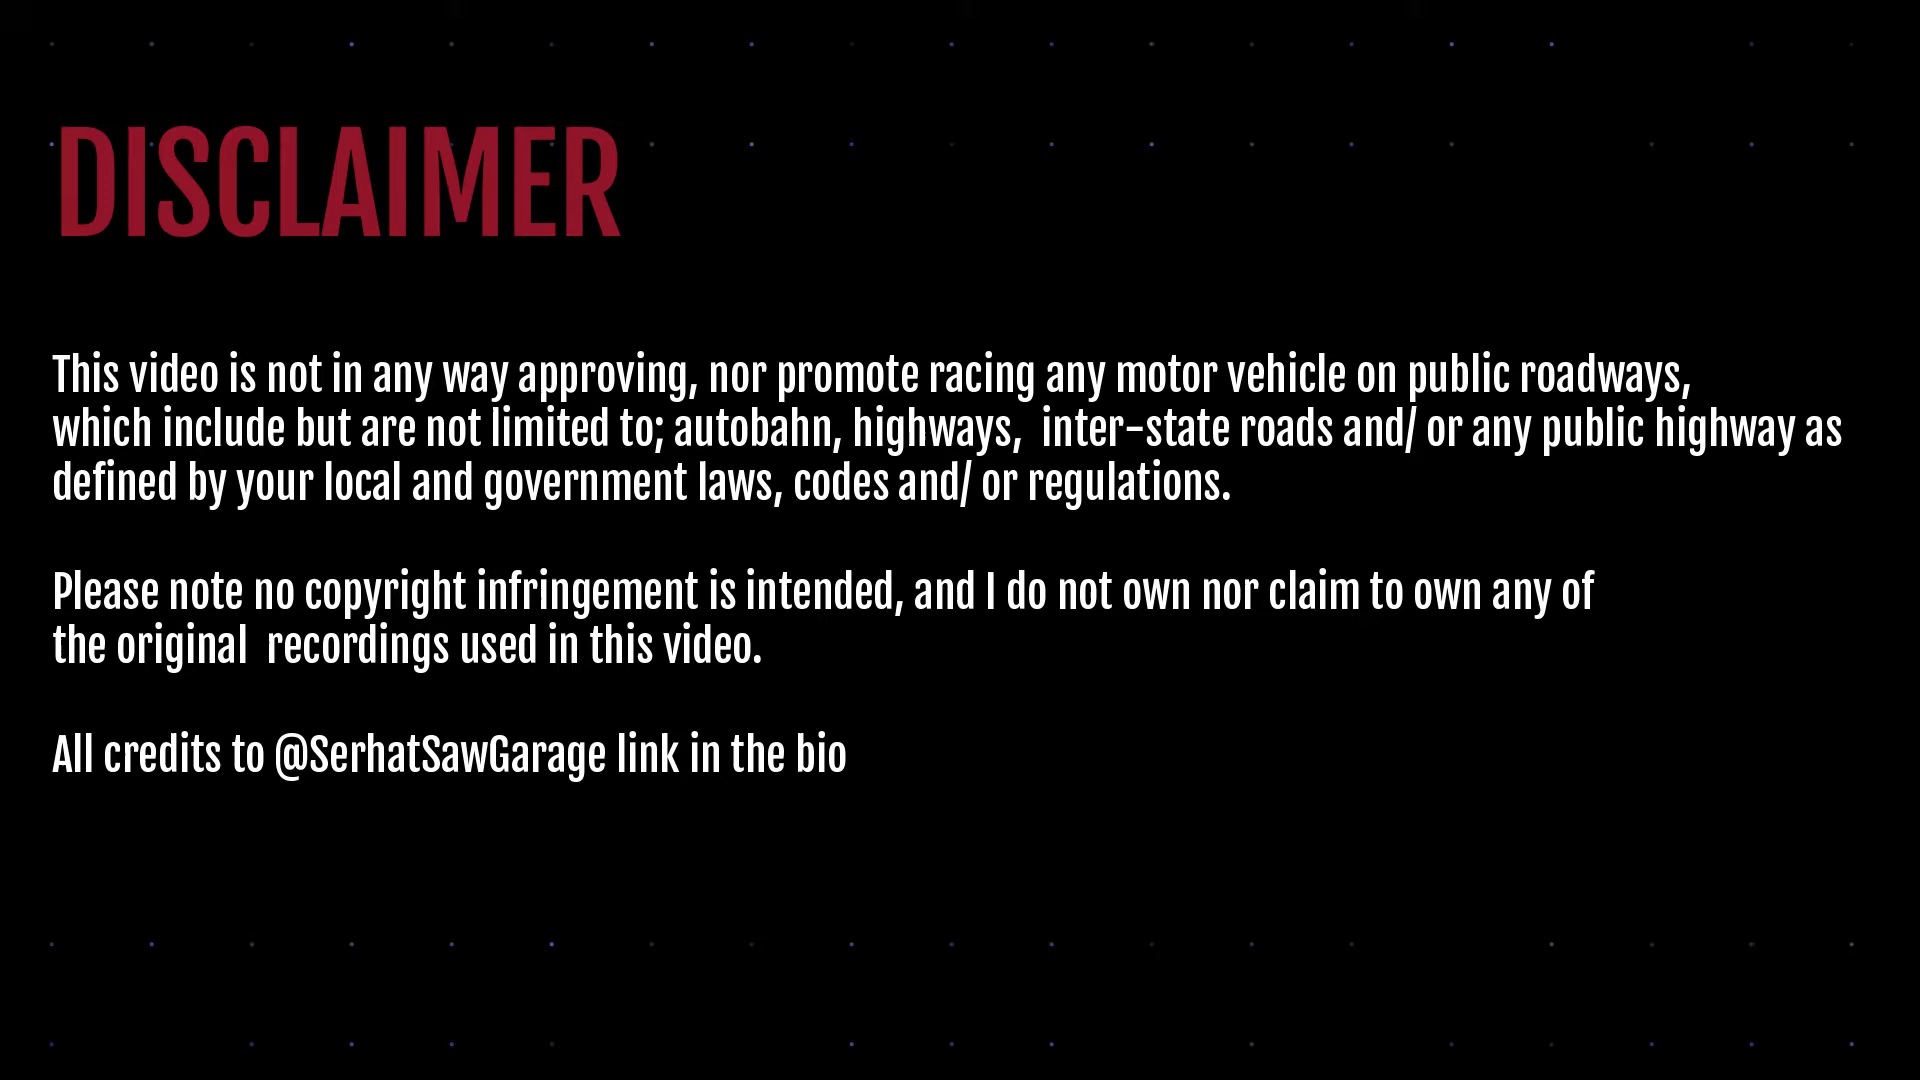 DISCLAIMER
This video is not in any way approving, nor promote racing any motor vehicle on public roadways,
which include but are not limited to; autobahn, highways,  inter-state roads and/ or any public highway as
defined by your local and government laws, codes and/ or regulations.
Please note no copyright infringement is intended, and I do not own nor claim to own any of
the original  recordings used in this video.
All credits to @SerhatSawGarage link in the bio